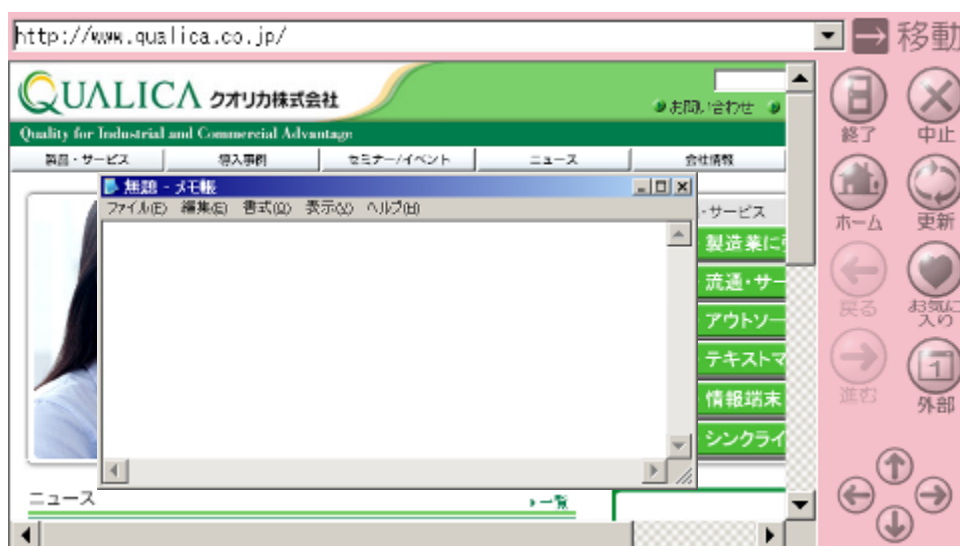 http://www.qualica.co.jp/
移動
QUALICA クオリカ株式会社
お問い合わせ
Quality for Industrial and Commercial Advantage
製品・サービス
導入事例
セミナー/イベント
ニュース
会社情報
無題 - メモ帳
ファイル(F) 編集(E) 書式(O) 表示(V) ヘルプ(H)
・サービス
製造業に
流通・サー
アウトソー
テキストマ
情報端末
シンクライ
ニュース
一覧
終了
中止
ホーム
更新
戻る
お気に
入り
進む
1
外部